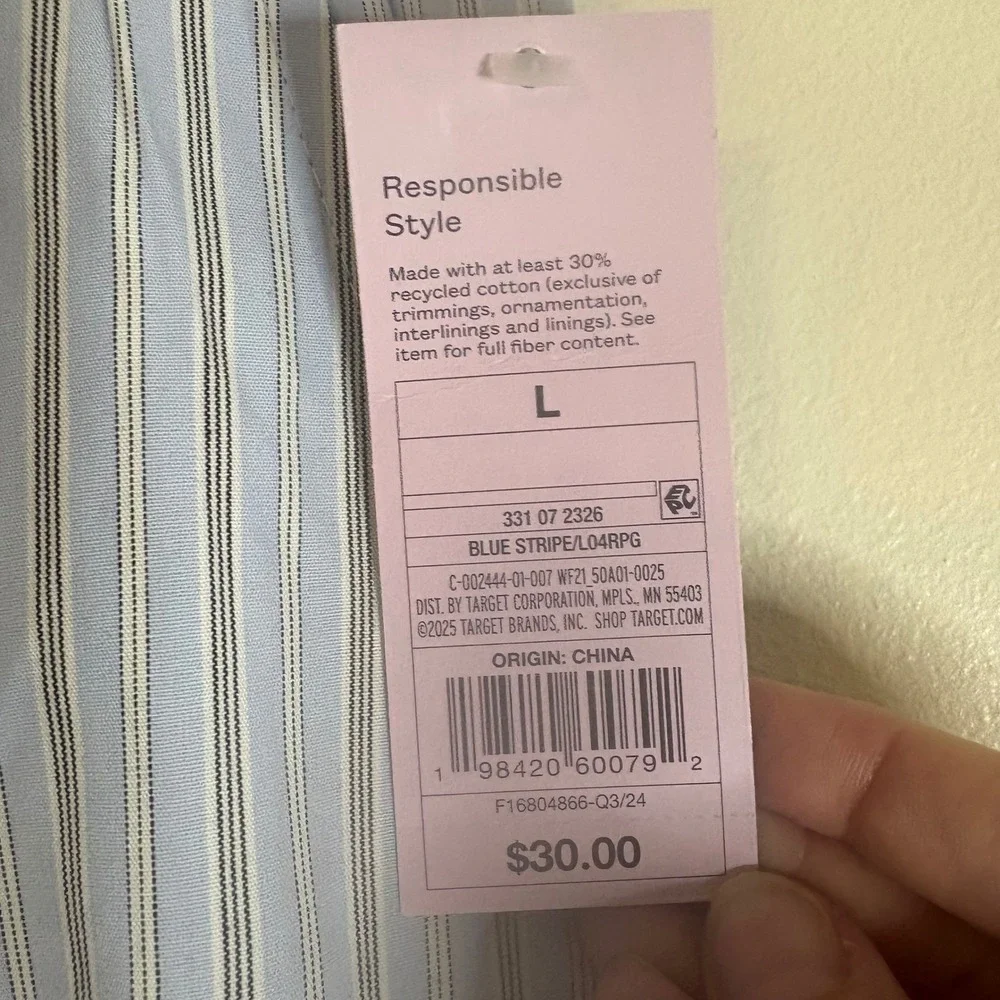 Responsible
Style
Made with at least 30%
recycled cotton (exclusive of
trimmings, ornamentation,
interlinings and linings). See
item for full fiber content.
L
EPC
331 07 2326
BLUE STRIPE/L04RPG
C-002444-01-007 WF21_50A01-0025
DIST. BY TARGET CORPORATION, MPLS., MN 55403
©2025 TARGET BRANDS, INC. SHOP TARGET.COM
ORIGIN: CHINA
1 98420 60079 2
F16804866-Q3/24
$30.00